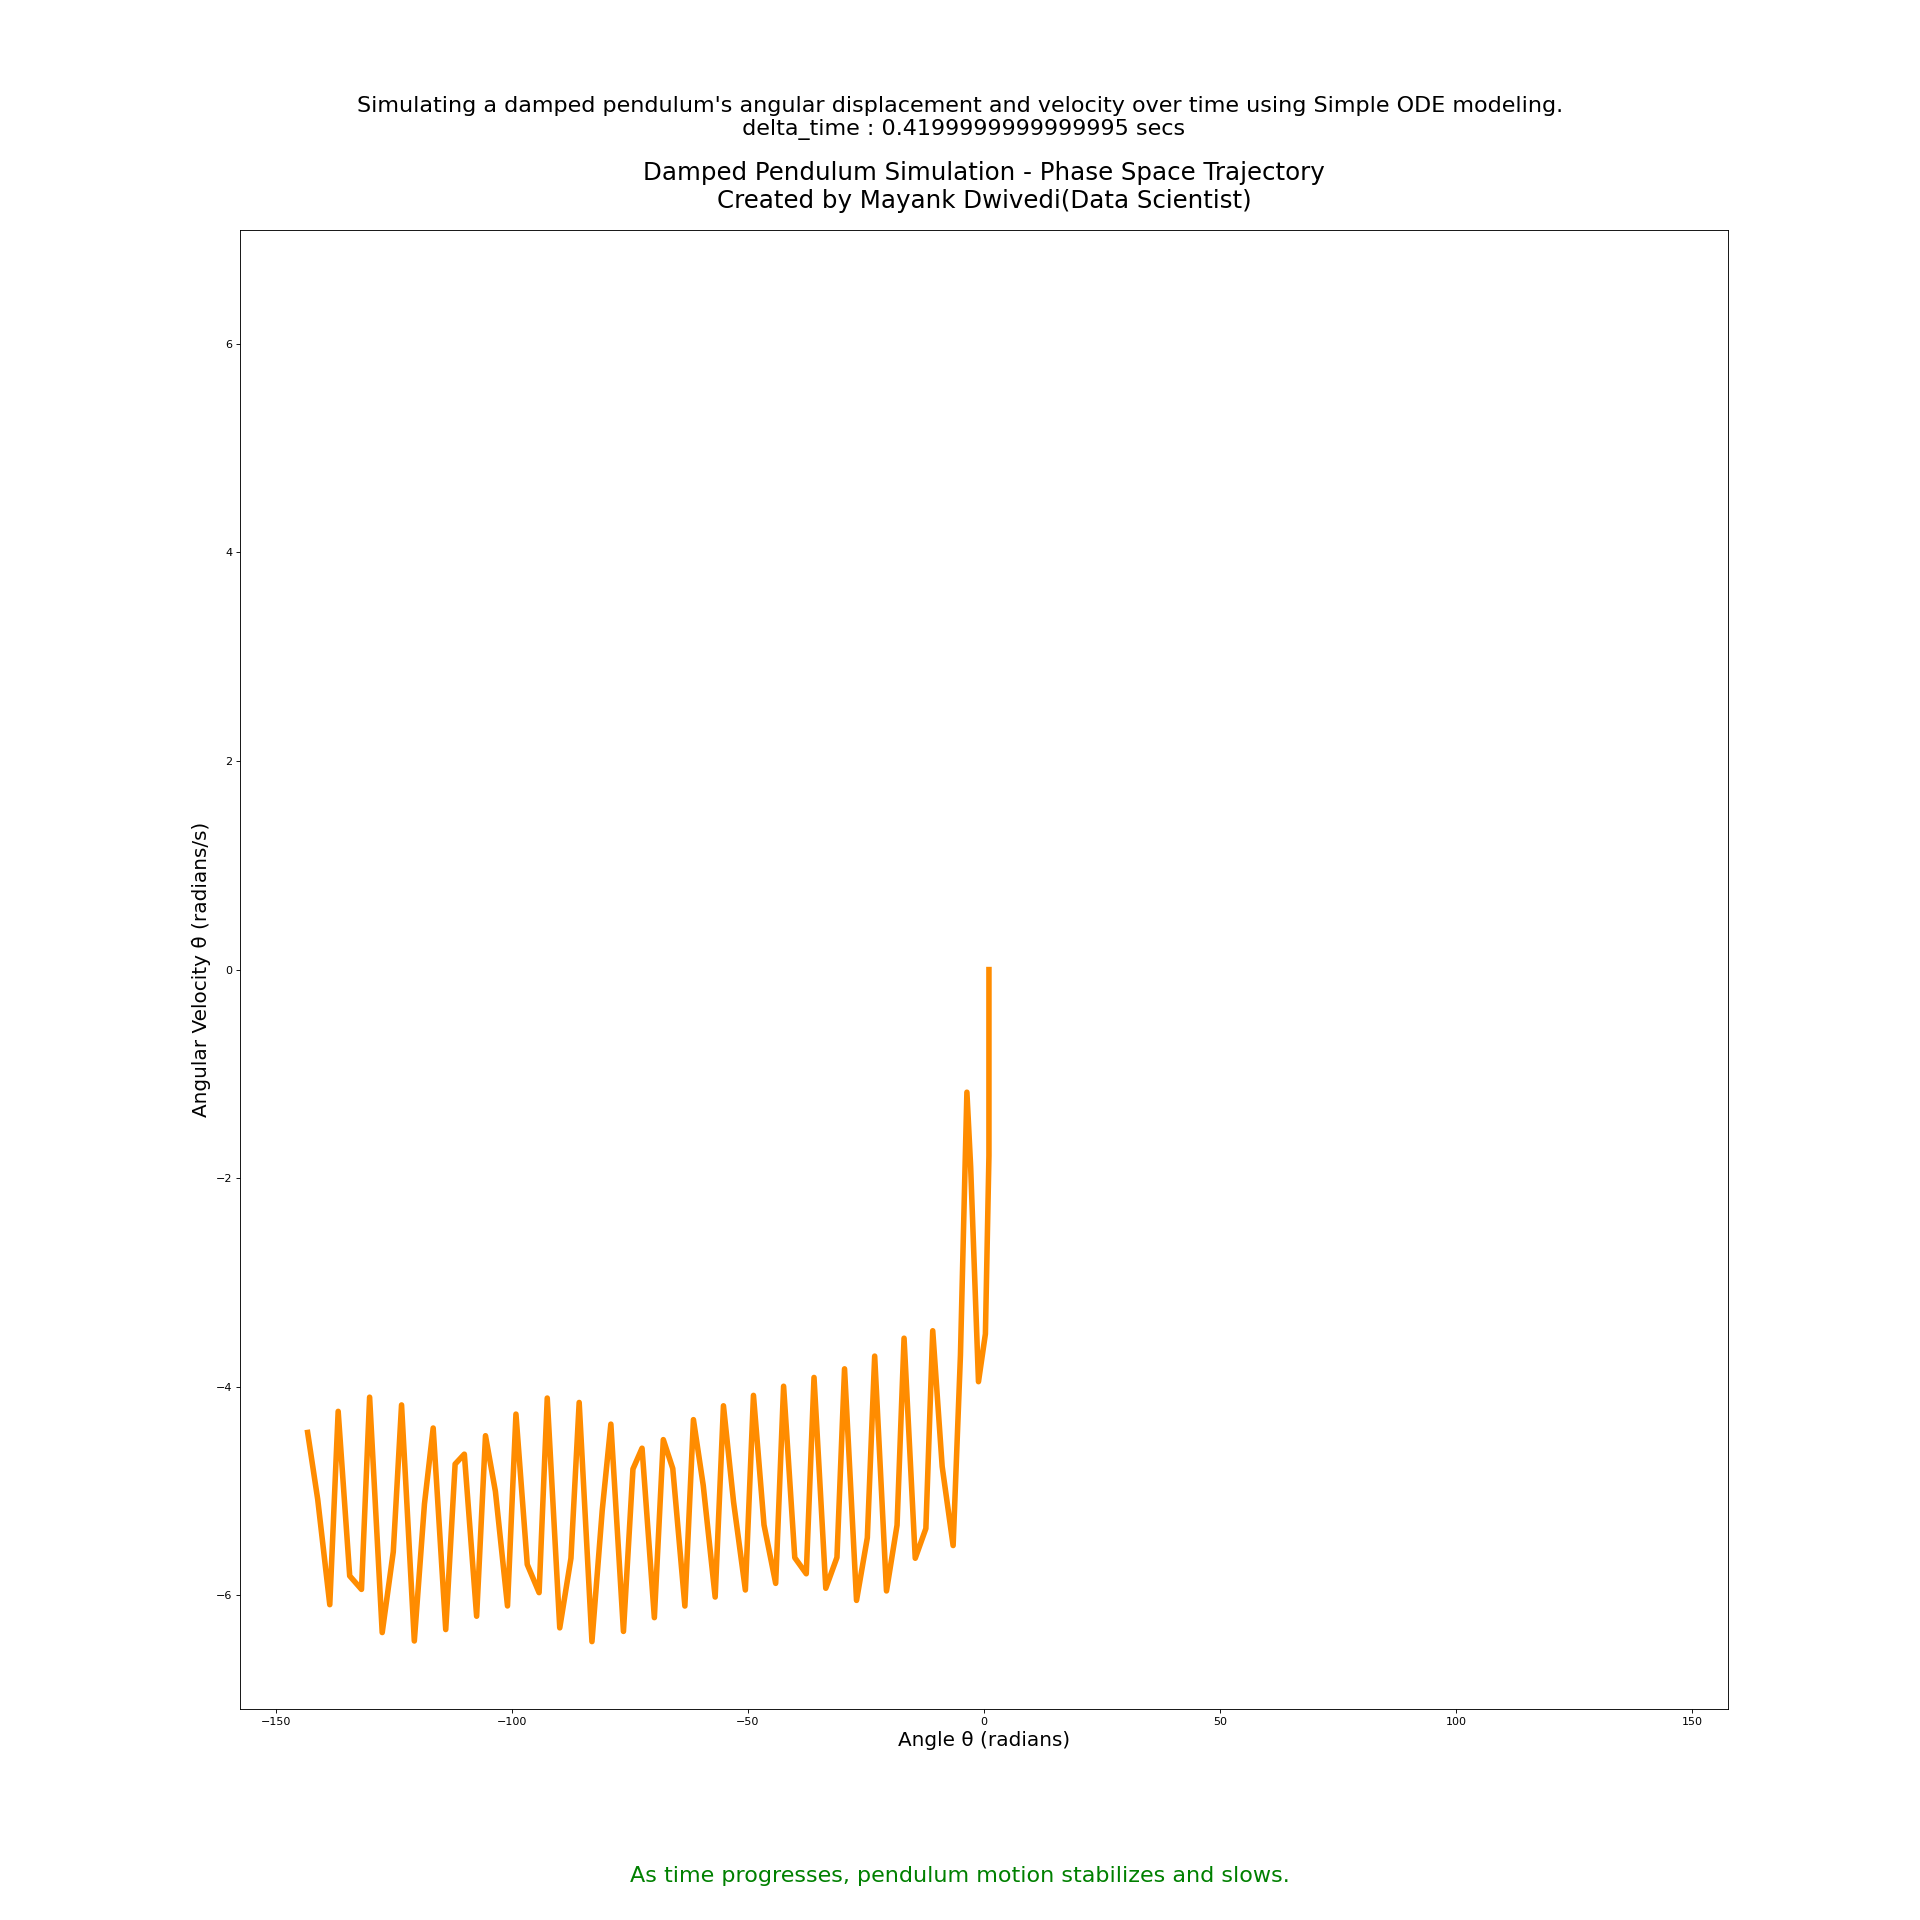 Simulating a damped pendulum's angular displacement and velocity over time using Simple ODE modeling.
delta_time : 0.4199999999999995 secs
Damped Pendulum Simulation - Phase Space Trajectory
Created by Mayank Dwivedi(Data Scientist)
Angular Velocity θ̇ (radians/s)
6
4
2
0
−2
−4
−6
−150
−100
−50
0
50
100
150
Angle θ (radians)
As time progresses, pendulum motion stabilizes and slows.